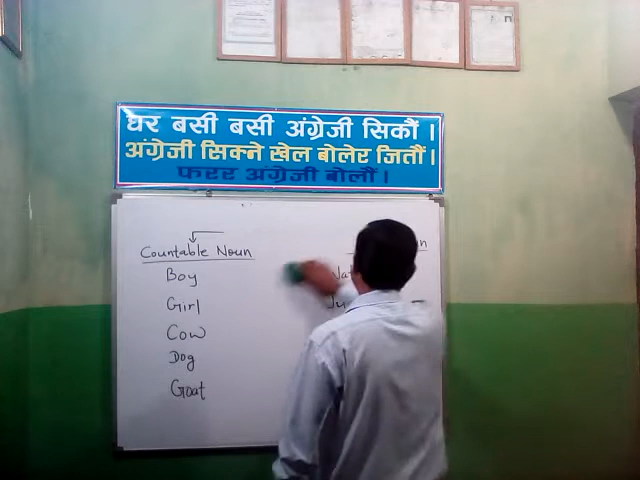 घर बसी बसी अंग्रेजी सिकौं ।
अंग्रेजी सिक्ने खेल बोलेर जितौं ।
फरर अंग्रेजी बोलौं ।
Countable Noun
Boy
Girl
Cow
Dog
Goat